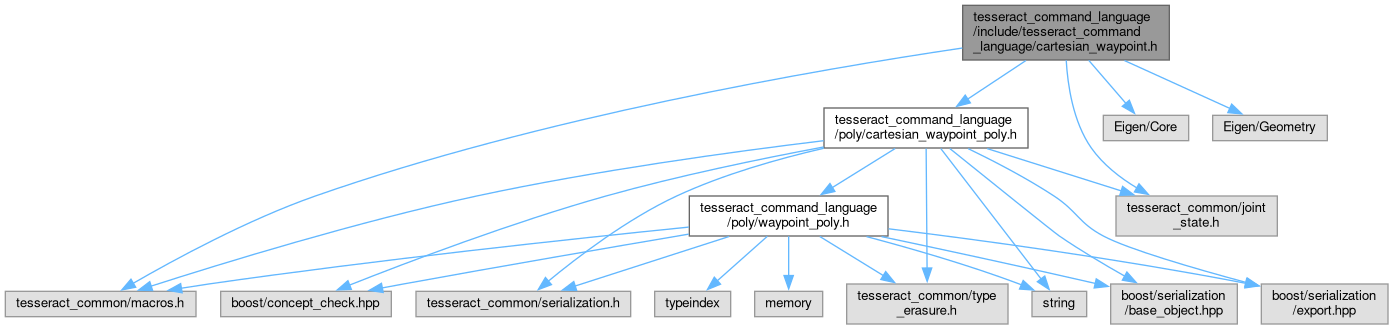 tesseract_command_language
/include/tesseract_command
_language/cartesian_waypoint.h
tesseract_command_language
/poly/cartesian_waypoint_poly.h
Eigen/Core
Eigen/Geometry
tesseract_command_language
/poly/waypoint_poly.h
tesseract_common/joint
_state.h
tesseract_common/macros.h
boost/concept_check.hpp
tesseract_common/serialization.h
typeindex
memory
tesseract_common/type
_erasure.h
string
boost/serialization
/base_object.hpp
boost/serialization
/export.hpp